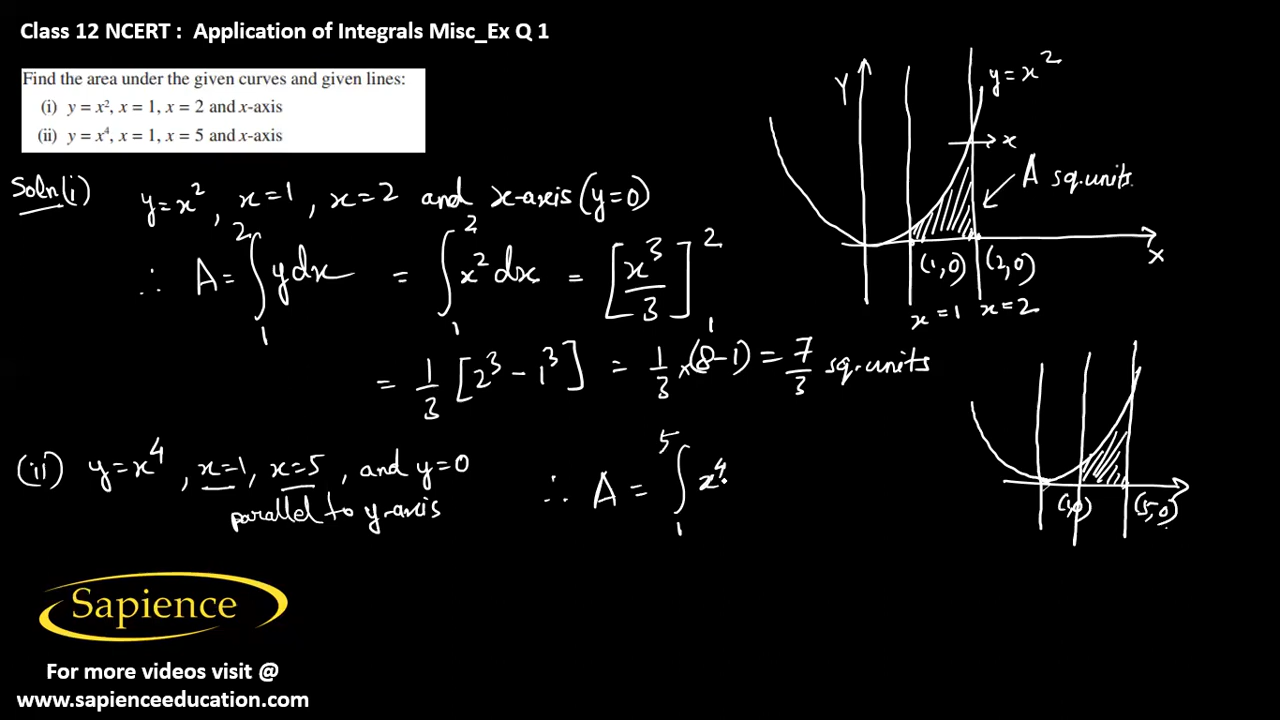 Class 12 NCERT : Application of Integrals Misc_Ex Q 1
Find the area under the given curves and given lines:
(i) y = x², x = 1, x = 2 and x-axis
(ii) y = x⁴, x = 1, x = 5 and x-axis
Soln(i) y=x², x=1, x=2 and x-axis (y=0)
∴ A = ∫₁² y dx = ∫₁² x² dx = [x³/3]₁²
= 1/3 [2³ − 1³] = 1/3 × (8−1) = 7/3 sq.units
(ii) y=x⁴, x=1, x=5, and y=0
parallel to y-axis
∴ A = ∫₁⁵ x⁴
Y
y=x²
x
A sq.units.
(1,0) (2,0)
X
x=1 x=2
(1,0) (5,0)
Sapience
For more videos visit @
www.sapienceeducation.com